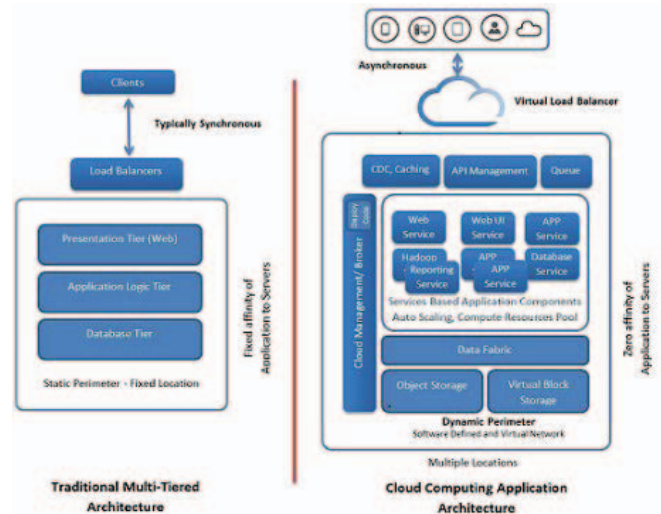 Clients
Typically Synchronous
Load Balancers
Presentation Tier (Web)
Application Logic Tier
Database Tier
Static Perimeter - Fixed Location
Fixed affinity of
Application to Servers
Traditional Multi-Tiered
Architecture
Asynchronous
Virtual Load Balancer
CDC, Caching
API Management
Queue
Deploy
Code
Cloud Management/ Broker
Web
Service
Web UI
Service
APP
Service
Hadoop
Reporting
Service
APP
APP
Service
Database
Service
Services Based Application Components
Auto Scaling, Compute Resources Pool
Data Fabric
Object Storage
Virtual Block
Storage
Dynamic Perimeter
Software Defined and Virtual Network
Multiple Locations
Zero affinity of
Application to Servers
Cloud Computing Application
Architecture